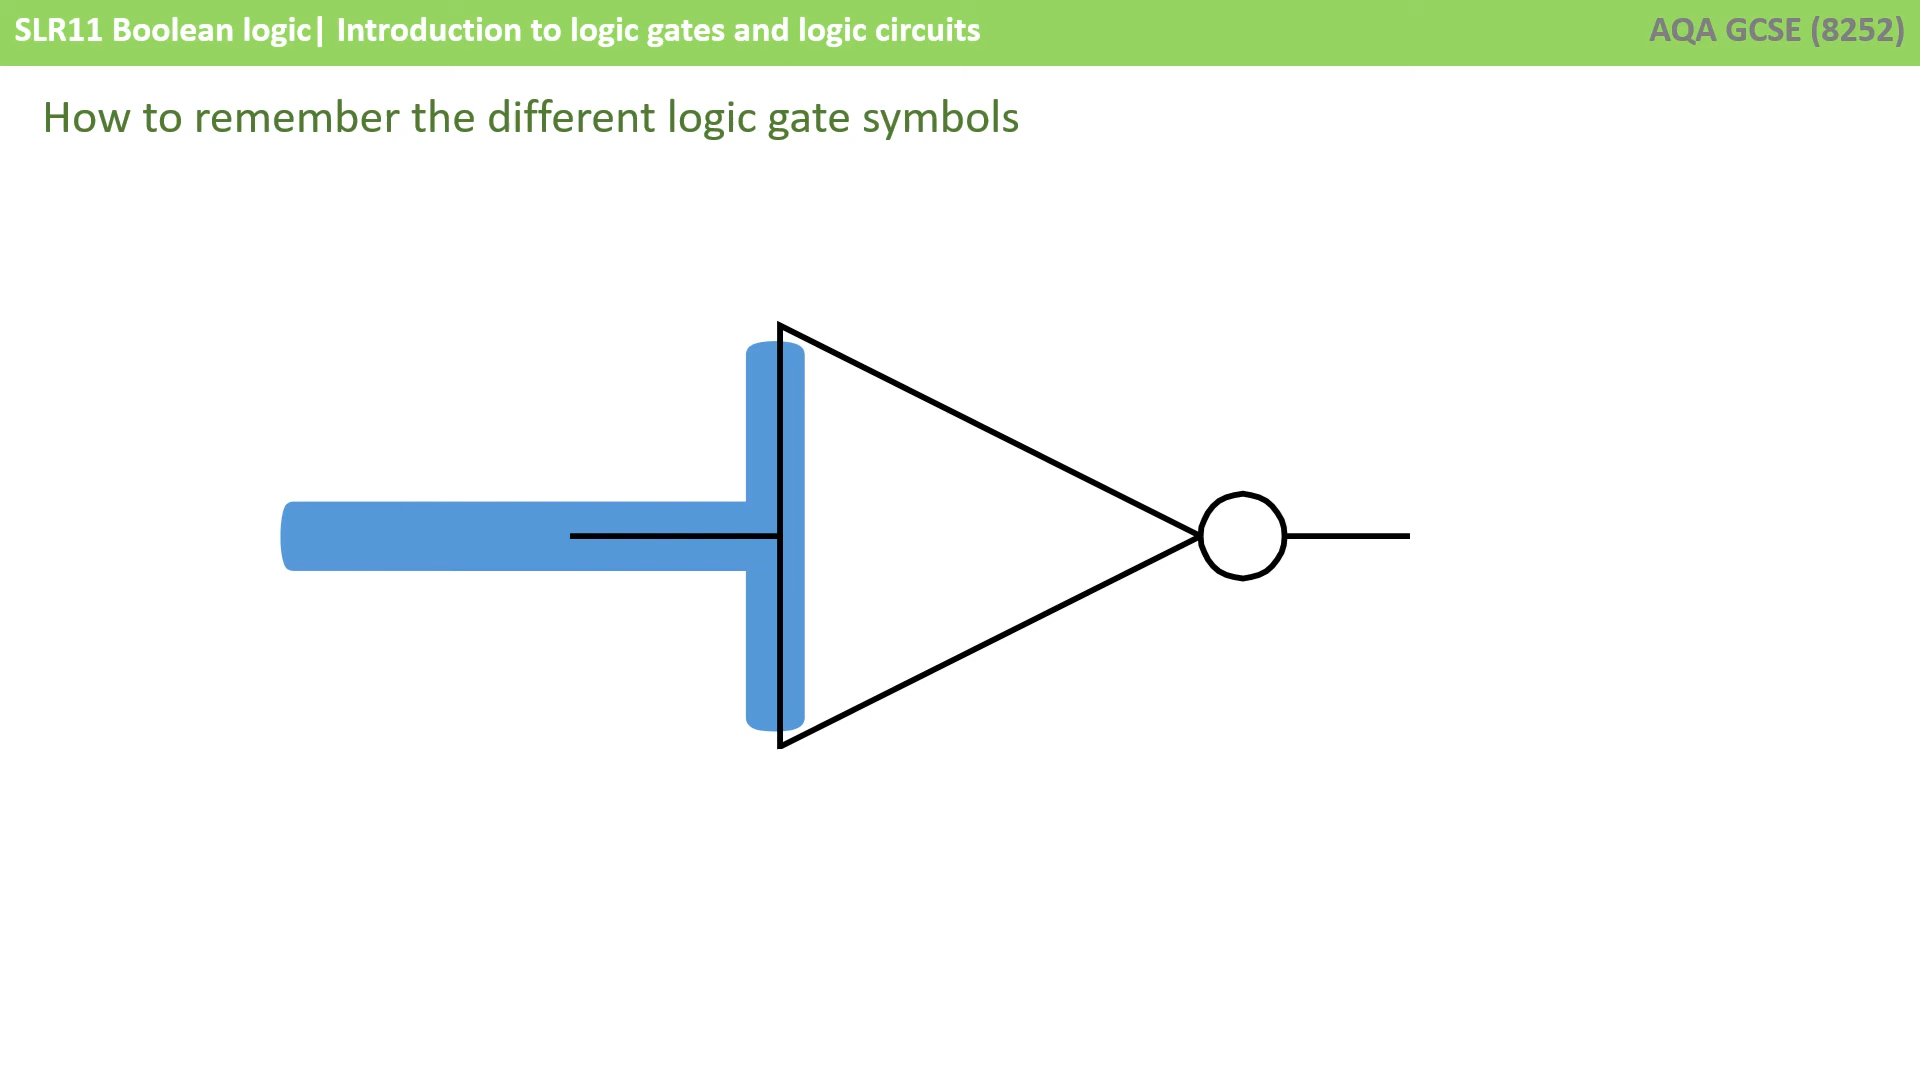 SLR11 Boolean logic| Introduction to logic gates and logic circuits
AQA GCSE (8252)
How to remember the different logic gate symbols
T